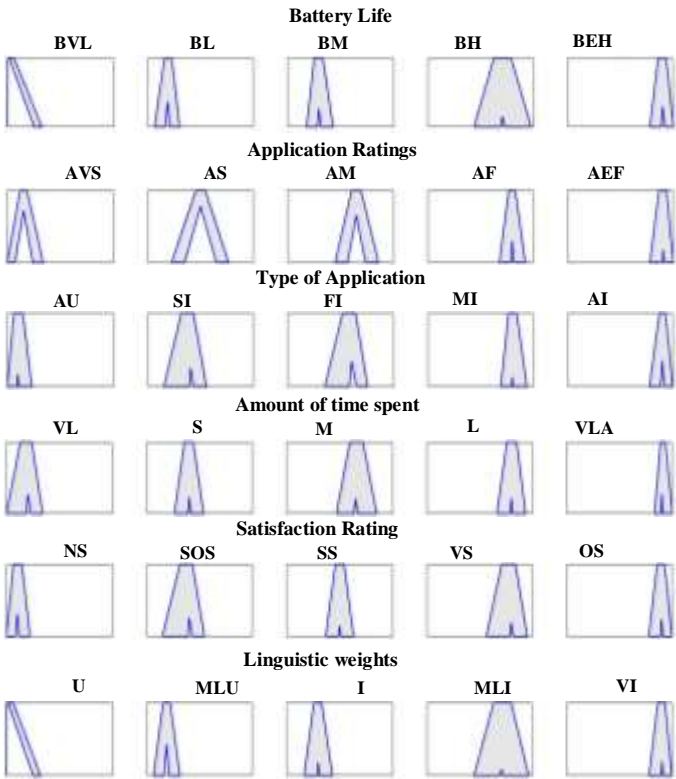 Battery Life
BVL BL BM BH BEH
Application Ratings
AVS AS AM AF AEF
Type of Application
AU SI FI MI AI
Amount of time spent
VL S M L VLA
Satisfaction Rating
NS SOS SS VS OS
Linguistic weights
U MLU I MLI VI